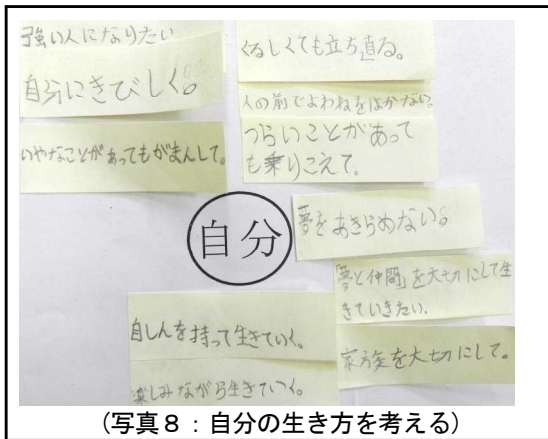 強い人になりたい
自分にきびしく。
いやなことがあってもがまんして。
くるしくても立ち直る。
人の前でよわねをはかない。
つらいことがあって
も乗りこえて。
自分
夢をあきらめない。
「夢と仲間」を大切にして生
きていきたい。
家族を大切にして。
自しんを持って生きていく。
楽しみながら生きていく。
(写真8:自分の生き方を考える)